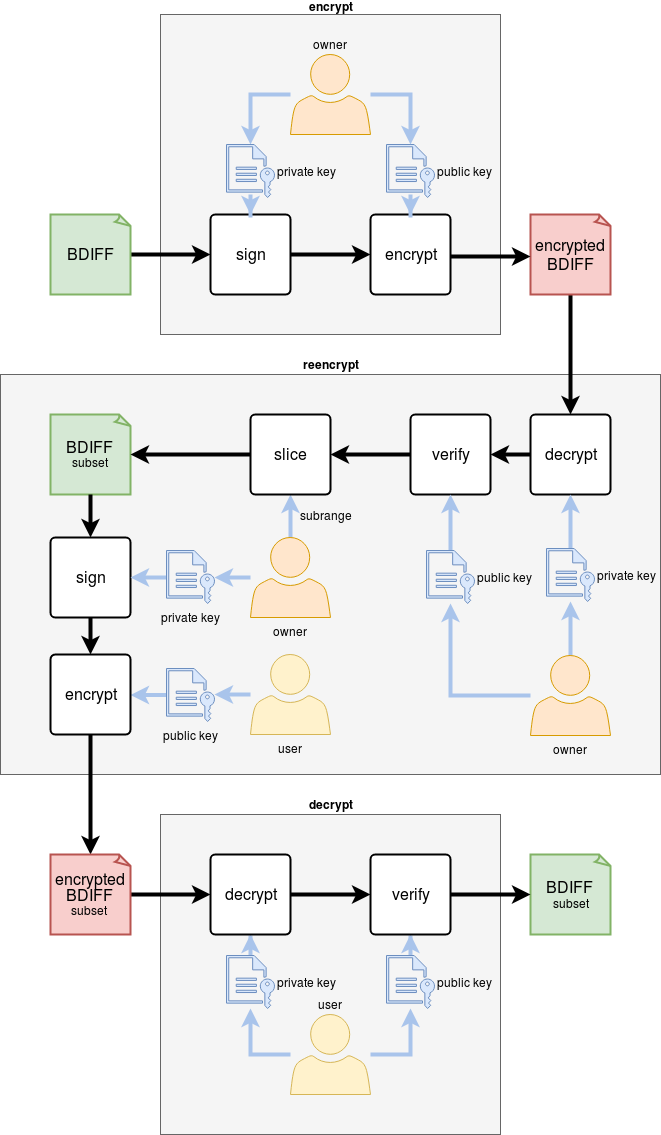 encrypt
owner
private key
public key
BDIFF
sign
encrypt
encrypted
BDIFF
reencrypt
BDIFF
subset
slice
verify
decrypt
subrange
sign
private key
owner
public key
private key
encrypt
public key
user
owner
decrypt
encrypted
BDIFF
subset
decrypt
verify
BDIFF
subset
private key
public key
user